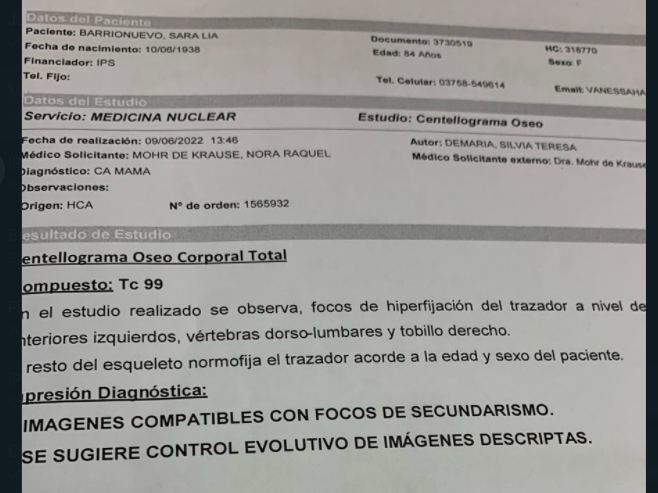 Datos del Paciente
Paciente: BARRIONUEVO, SARA LIA
Documento: 3730519
HC: 318770
Fecha de nacimiento: 10/06/1938
Edad: 84 Años
Sexo: F
Financiador: IPS
Tel. Fijo:
Tel. Celular: 03758-549614
Email: VANESSAHA
Datos del Estudio
Servicio: MEDICINA NUCLEAR
Estudio: Centellograma Oseo
Fecha de realización: 09/06/2022 13:46
Autor: DEMARIA, SILVIA TERESA
Médico Solicitante: MOHR DE KRAUSE, NORA RAQUEL
Médico Solicitante externo: Dra. Mohr de Krause
Diagnóstico: CA MAMA
Observaciones:
Origen: HCA
N° de orden: 1565932
esultado de Estudio
entellograma Oseo Corporal Total
ompuesto: Tc 99
n el estudio realizado se observa, focos de hiperfijación del trazador a nivel de
nteriores izquierdos, vértebras dorso-lumbares y tobillo derecho.
resto del esqueleto normofija el trazador acorde a la edad y sexo del paciente.
presión Diagnóstica:
IMAGENES COMPATIBLES CON FOCOS DE SECUNDARISMO.
SE SUGIERE CONTROL EVOLUTIVO DE IMÁGENES DESCRIPTAS.